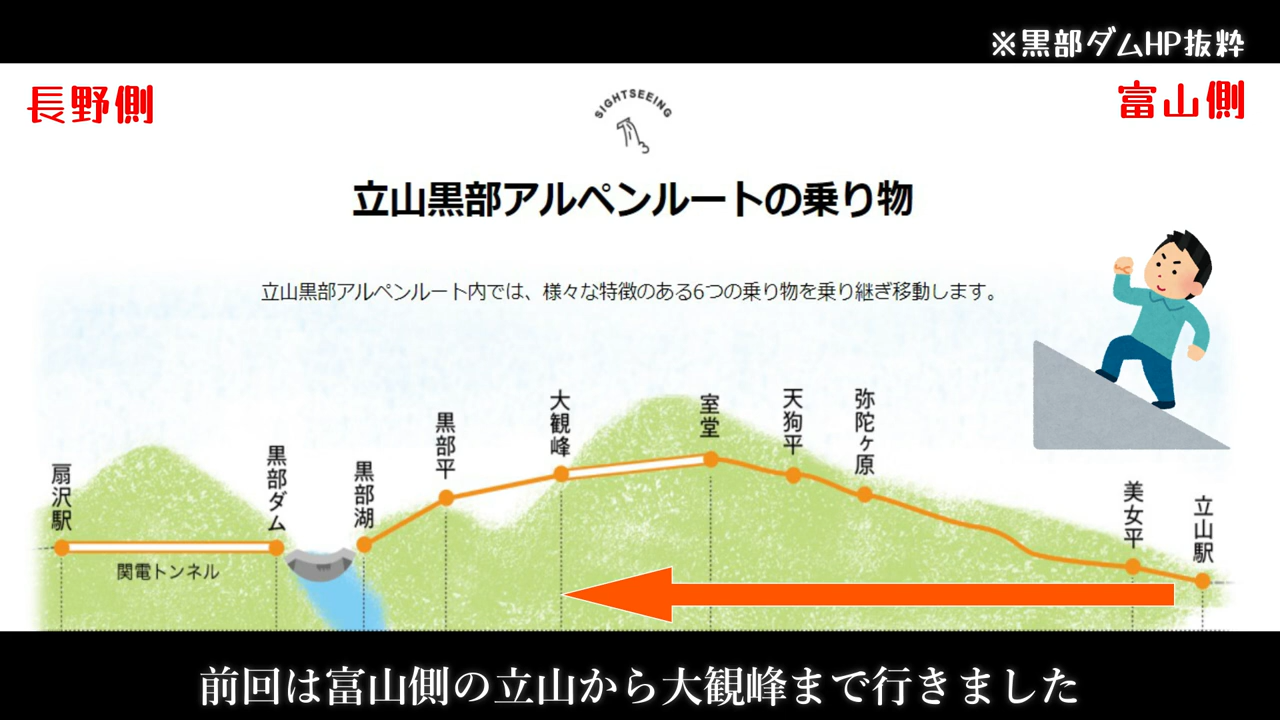 ※黒部ダムHP抜粋
長野側
富山側
SIGHTSEEING
立山黒部アルペンルートの乗り物
立山黒部アルペンルート内では、様々な特徴のある6つの乗り物を乗り継ぎ移動します。
扇沢駅
黒部ダム
黒部湖
黒部平
大観峰
室堂
天狗平
弥陀ヶ原
美女平
立山駅
関電トンネル
前回は富山側の立山から大観峰まで行きました